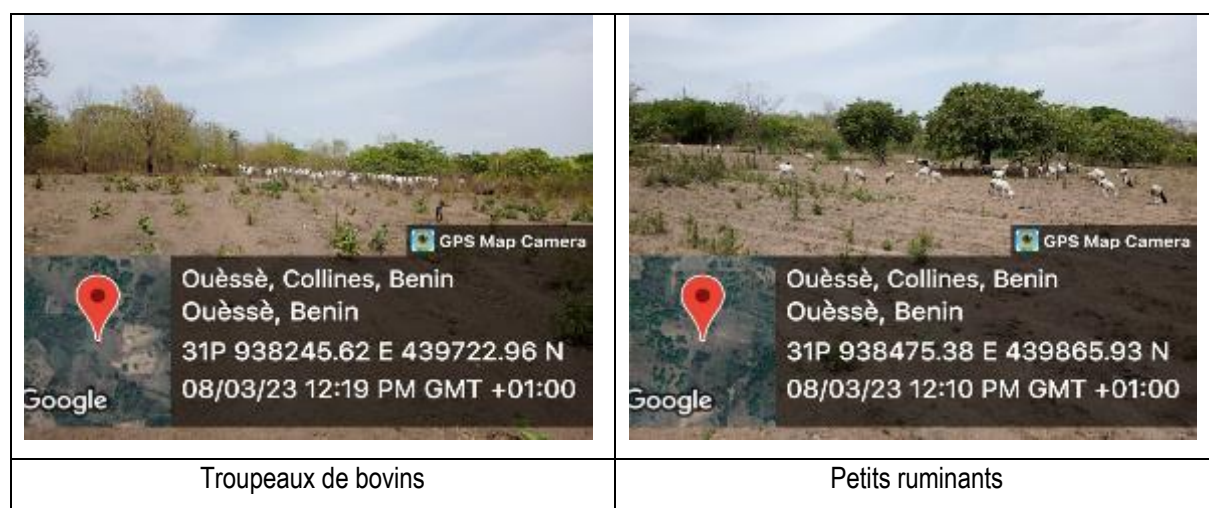 GPS Map Camera
Ouèssè, Collines, Benin
Ouèssè, Benin
31P 938245.62 E 439722.96 N
08/03/23 12:19 PM GMT +01:00
Google
GPS Map Camera
Ouèssè, Collines, Benin
Ouèssè, Benin
31P 938475.38 E 439865.93 N
08/03/23 12:10 PM GMT +01:00
Google
Troupeaux de bovins
Petits ruminants